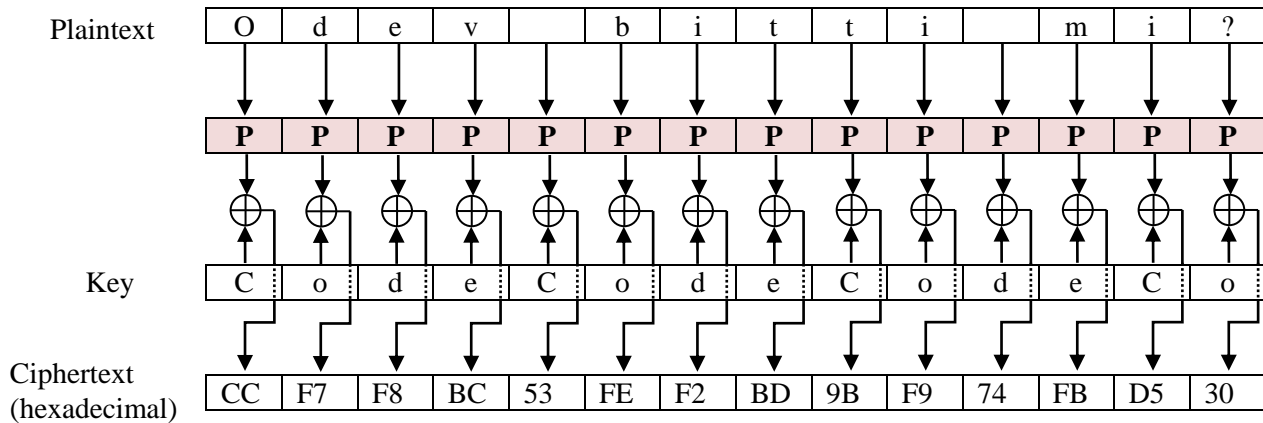 Plaintext O d e v b i t t i m i ?
P P P P P P P P P P P P P P
Key C o d e C o d e C o d e C o
Ciphertext
(hexadecimal) CC F7 F8 BC 53 FE F2 BD 9B F9 74 FB D5 30